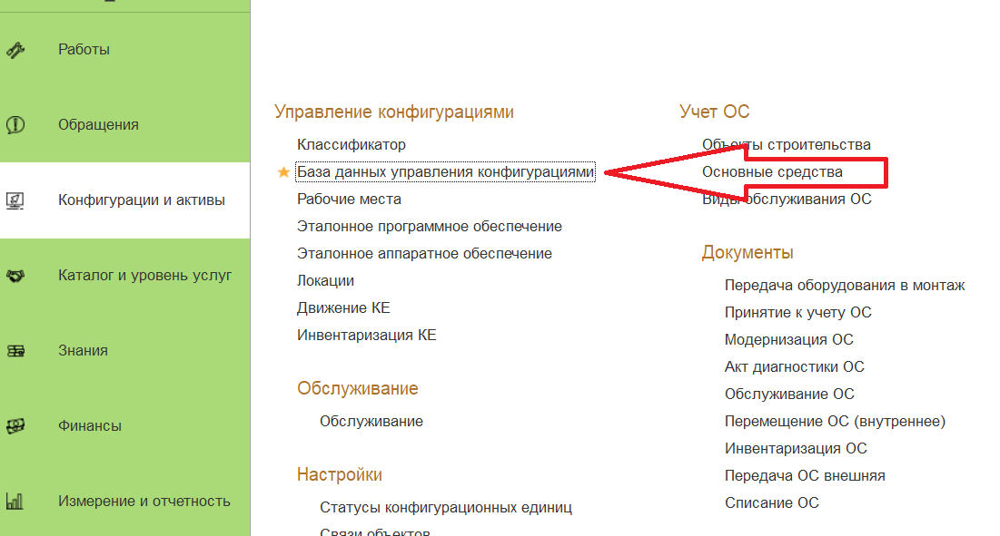 Работы
Обращения
Конфигурации и активы
Каталог и уровень услуг
Знания
Финансы
Измерение и отчетность
Управление конфигурациями
Классификатор
База данных управления конфигурациями
Рабочие места
Эталонное программное обеспечение
Эталонное аппаратное обеспечение
Локации
Движение КЕ
Инвентаризация КЕ
Обслуживание
Обслуживание
Настройки
Статусы конфигурационных единиц
Связи объектов
Учет ОС
Объекты строительства
Основные средства
Виды обслуживания ОС
Документы
Передача оборудования в монтаж
Принятие к учету ОС
Модернизация ОС
Акт диагностики ОС
Обслуживание ОС
Перемещение ОС (внутреннее)
Инвентаризация ОС
Передача ОС внешняя
Списание ОС